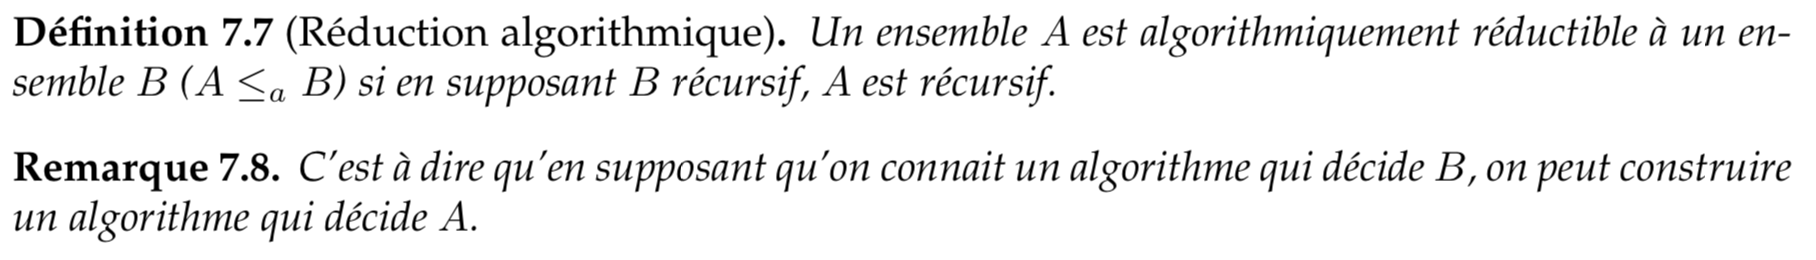 Définition 7.7 (Réduction algorithmique). Un ensemble A est algorithmiquement réductible à un en-
semble B (A ≤a B) si en supposant B récursif, A est récursif.
Remarque 7.8. C'est à dire qu'en supposant qu'on connait un algorithme qui décide B, on peut construire
un algorithme qui décide A.